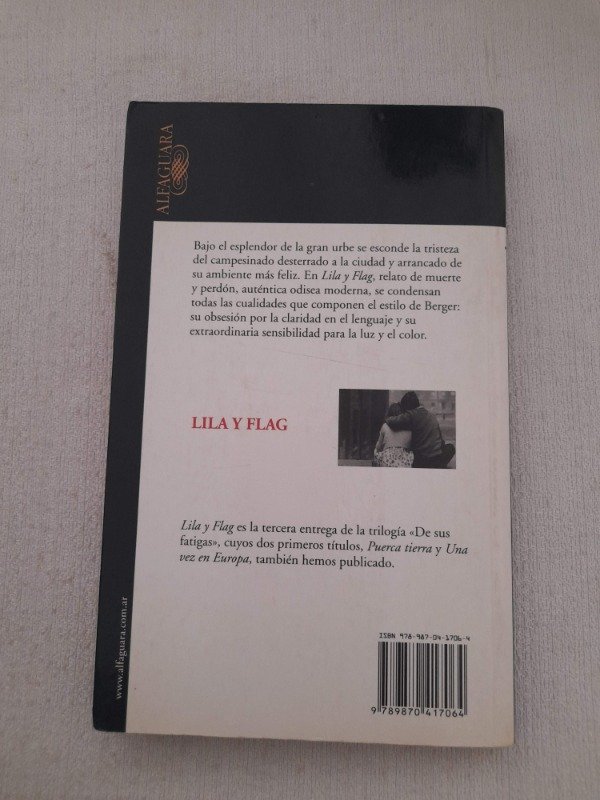 ALFAGUARA
Bajo el esplendor de la gran urbe se esconde la tristeza
del campesinado desterrado a la ciudad y arrancado de
su ambiente más feliz. En Lila y Flag, relato de muerte
y perdón, auténtica odisea moderna, se condensan
todas las cualidades que componen el estilo de Berger:
su obsesión por la claridad en el lenguaje y su
extraordinaria sensibilidad para la luz y el color.
LILA Y FLAG
Lila y Flag es la tercera entrega de la trilogía «De sus
fatigas», cuyos dos primeros títulos, Puerca tierra y Una
vez en Europa, también hemos publicado.
www.alfaguara.com.ar
ISBN 978-987-04-1706-4
9 789870 417064